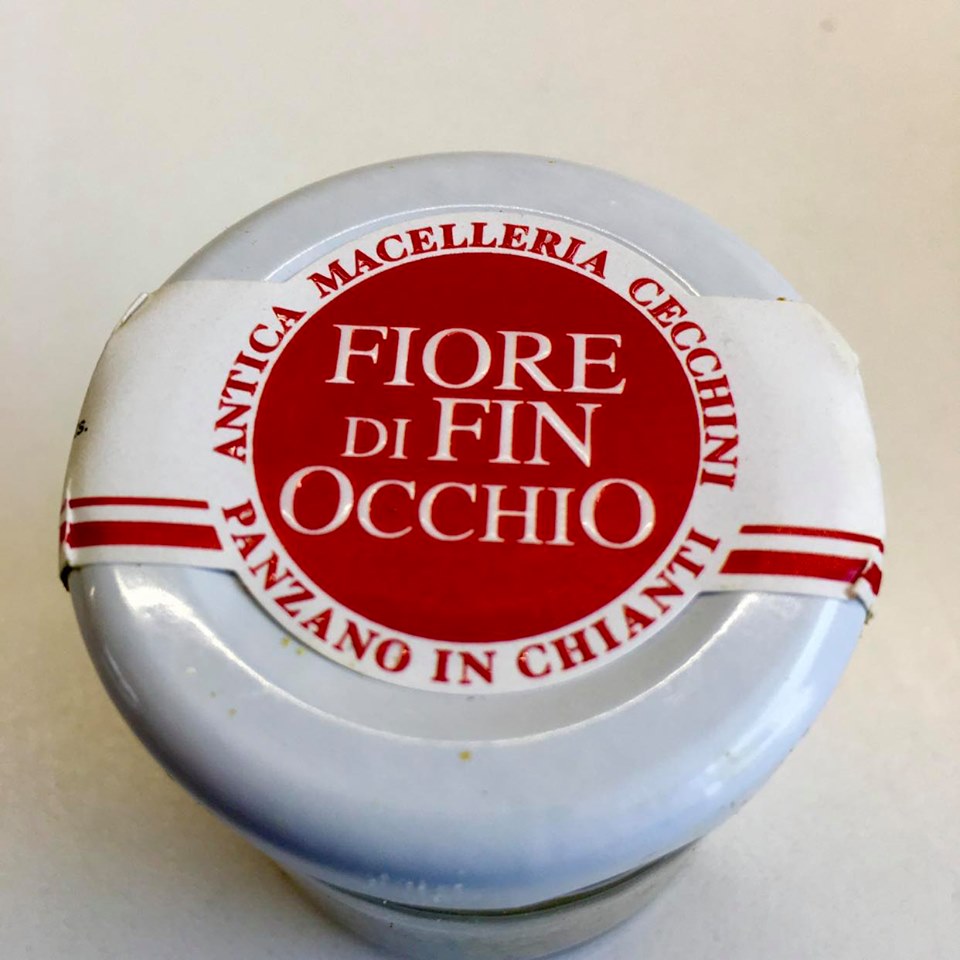 ANTICA MACELLERIA CECCHINI
FIORE
DI FIN
OCCHIO
PANZANO IN CHIANTI